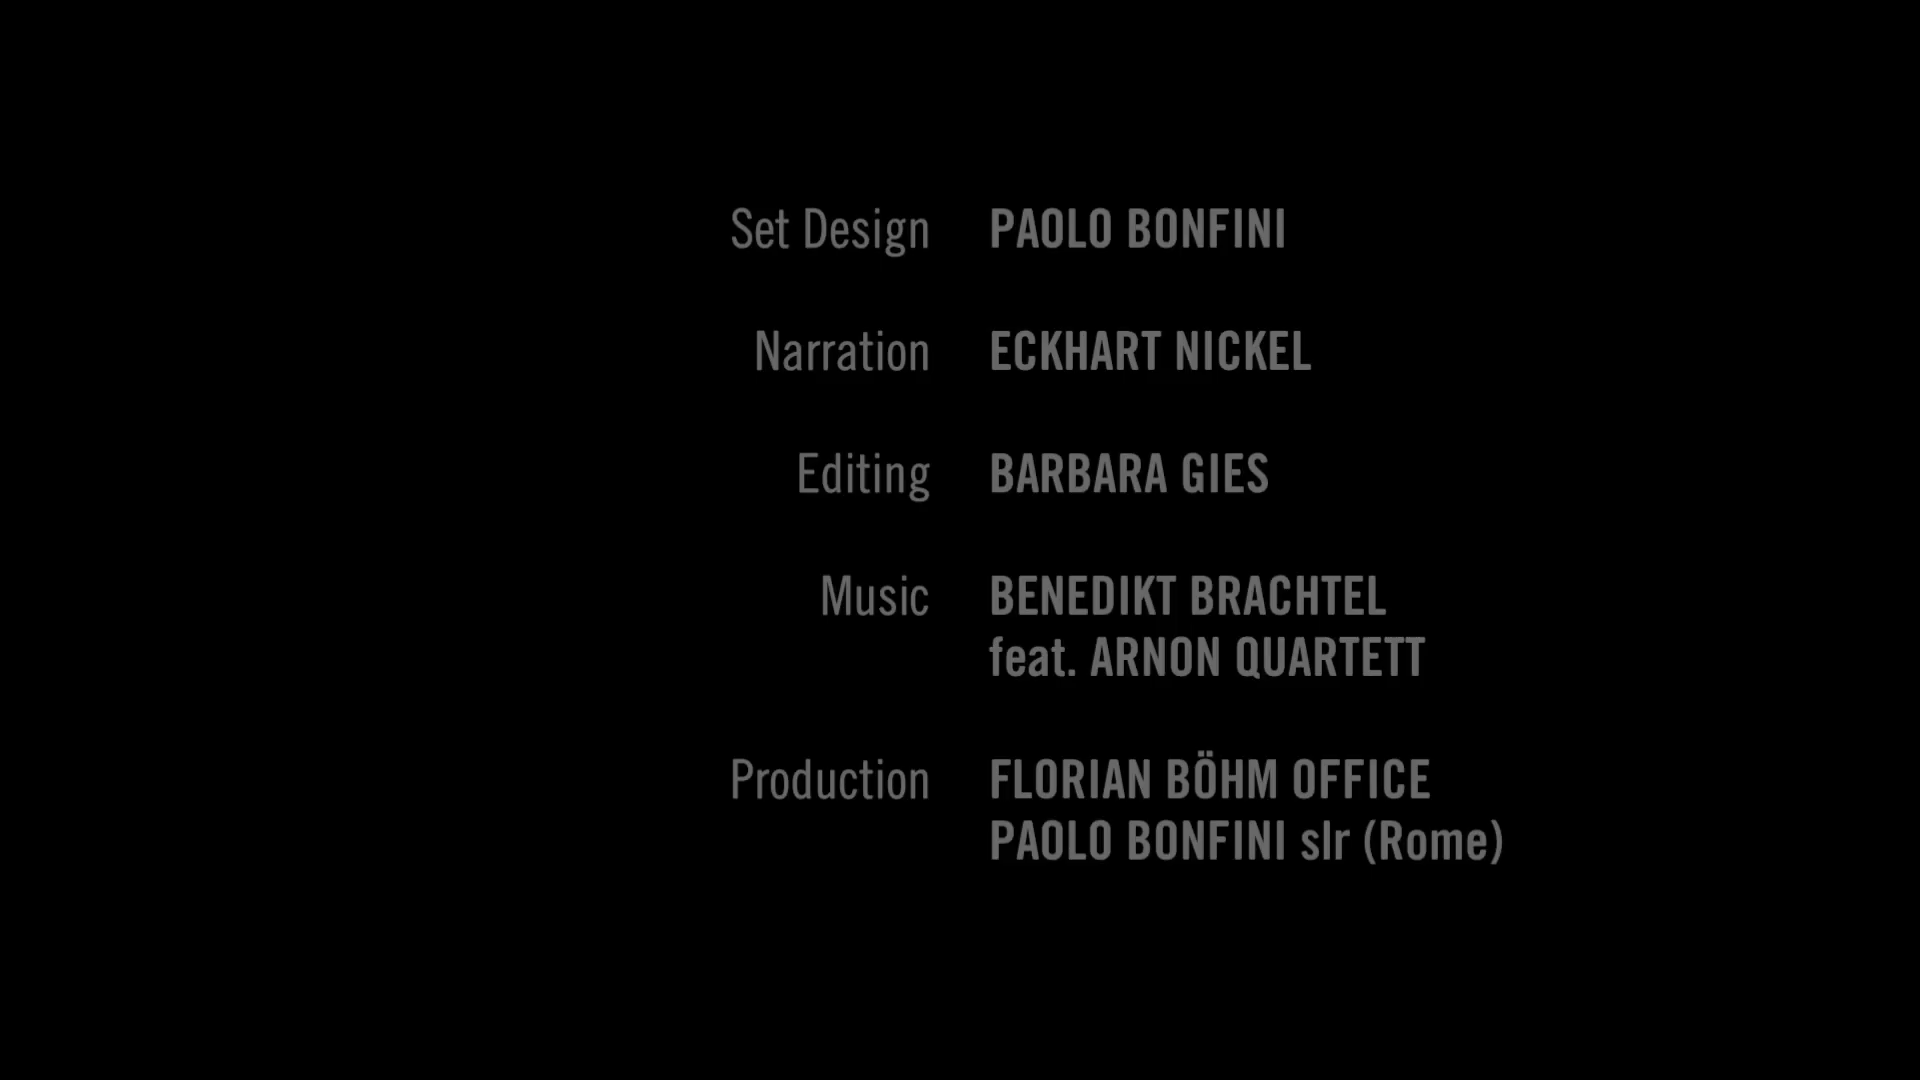 Set Design PAOLO BONFINI
Narration ECKHART NICKEL
Editing BARBARA GIES
Music BENEDIKT BRACHTEL
feat. ARNON QUARTETT
Production FLORIAN BÖHM OFFICE
PAOLO BONFINI slr (Rome)